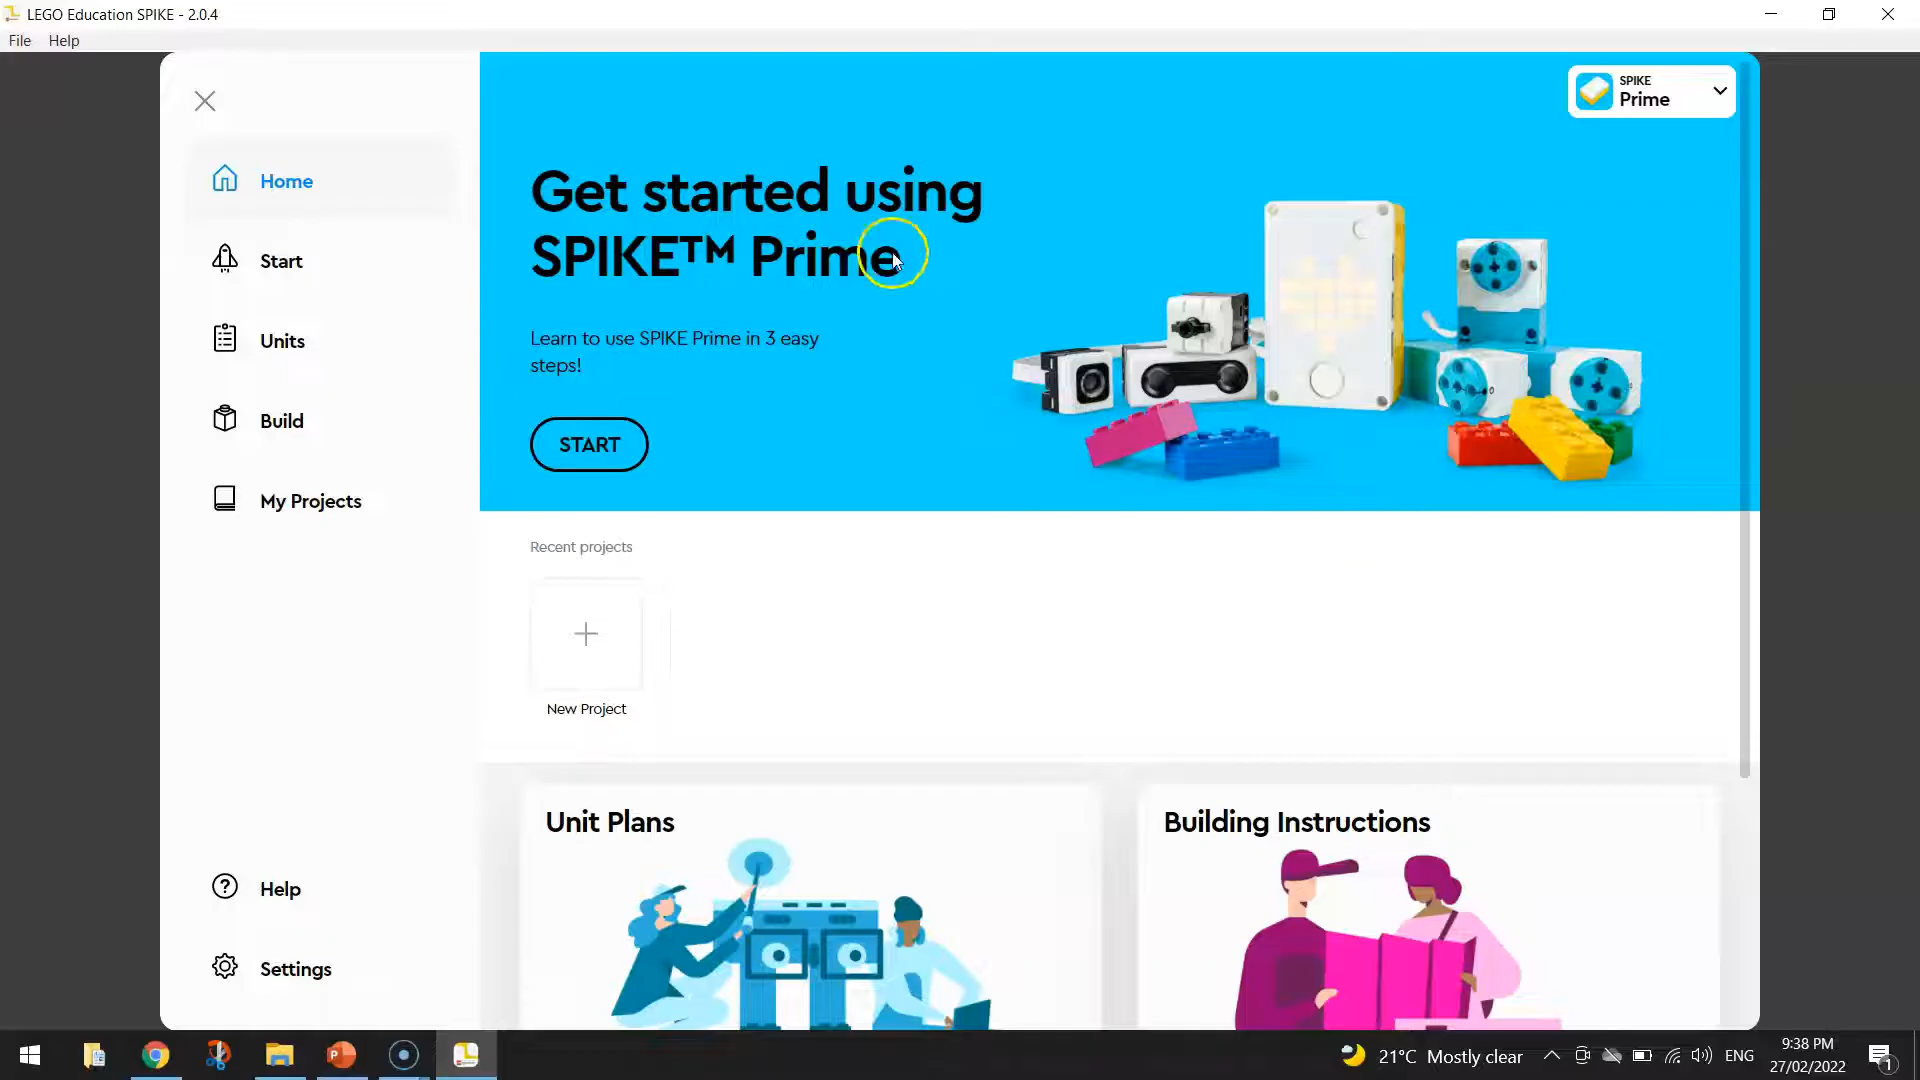 LEGO Education SPIKE - 2.0.4
File Help
SPIKE
Prime
Home
Start
Units
Build
My Projects
Help
Settings
Get started using
SPIKE™ Prime
Learn to use SPIKE Prime in 3 easy
steps!
START
Recent projects
New Project
Unit Plans
Building Instructions
21°C Mostly clear
ENG
9:38 PM
27/02/2022
1